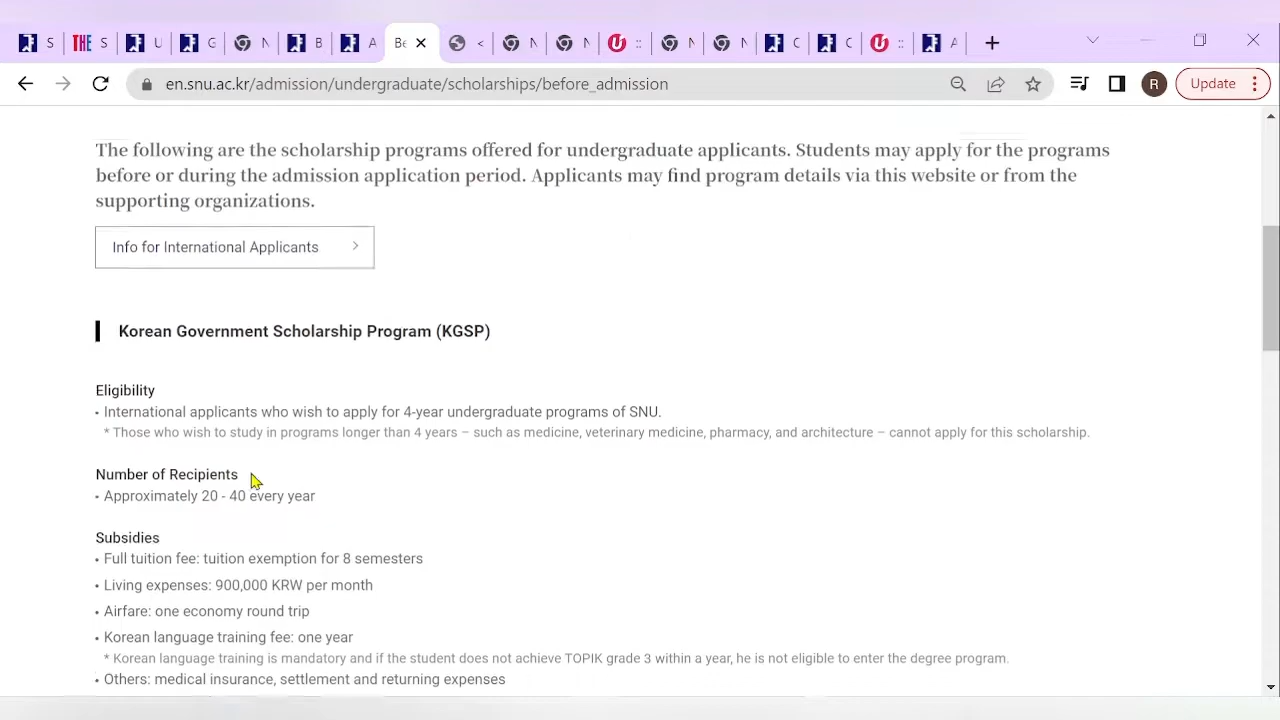 S THE S U G N B A Be < N N :: N N C C :: A
en.snu.ac.kr/admission/undergraduate/scholarships/before_admission R Update
The following are the scholarship programs offered for undergraduate applicants. Students may apply for the programs
before or during the admission application period. Applicants may find program details via this website or from the
supporting organizations.
Info for International Applicants
Korean Government Scholarship Program (KGSP)
Eligibility
• International applicants who wish to apply for 4-year undergraduate programs of SNU.
* Those who wish to study in programs longer than 4 years – such as medicine, veterinary medicine, pharmacy, and architecture – cannot apply for this scholarship.
Number of Recipients
• Approximately 20 - 40 every year
Subsidies
• Full tuition fee: tuition exemption for 8 semesters
• Living expenses: 900,000 KRW per month
• Airfare: one economy round trip
• Korean language training fee: one year
* Korean language training is mandatory and if the student does not achieve TOPIK grade 3 within a year, he is not eligible to enter the degree program.
• Others: medical insurance, settlement and returning expenses